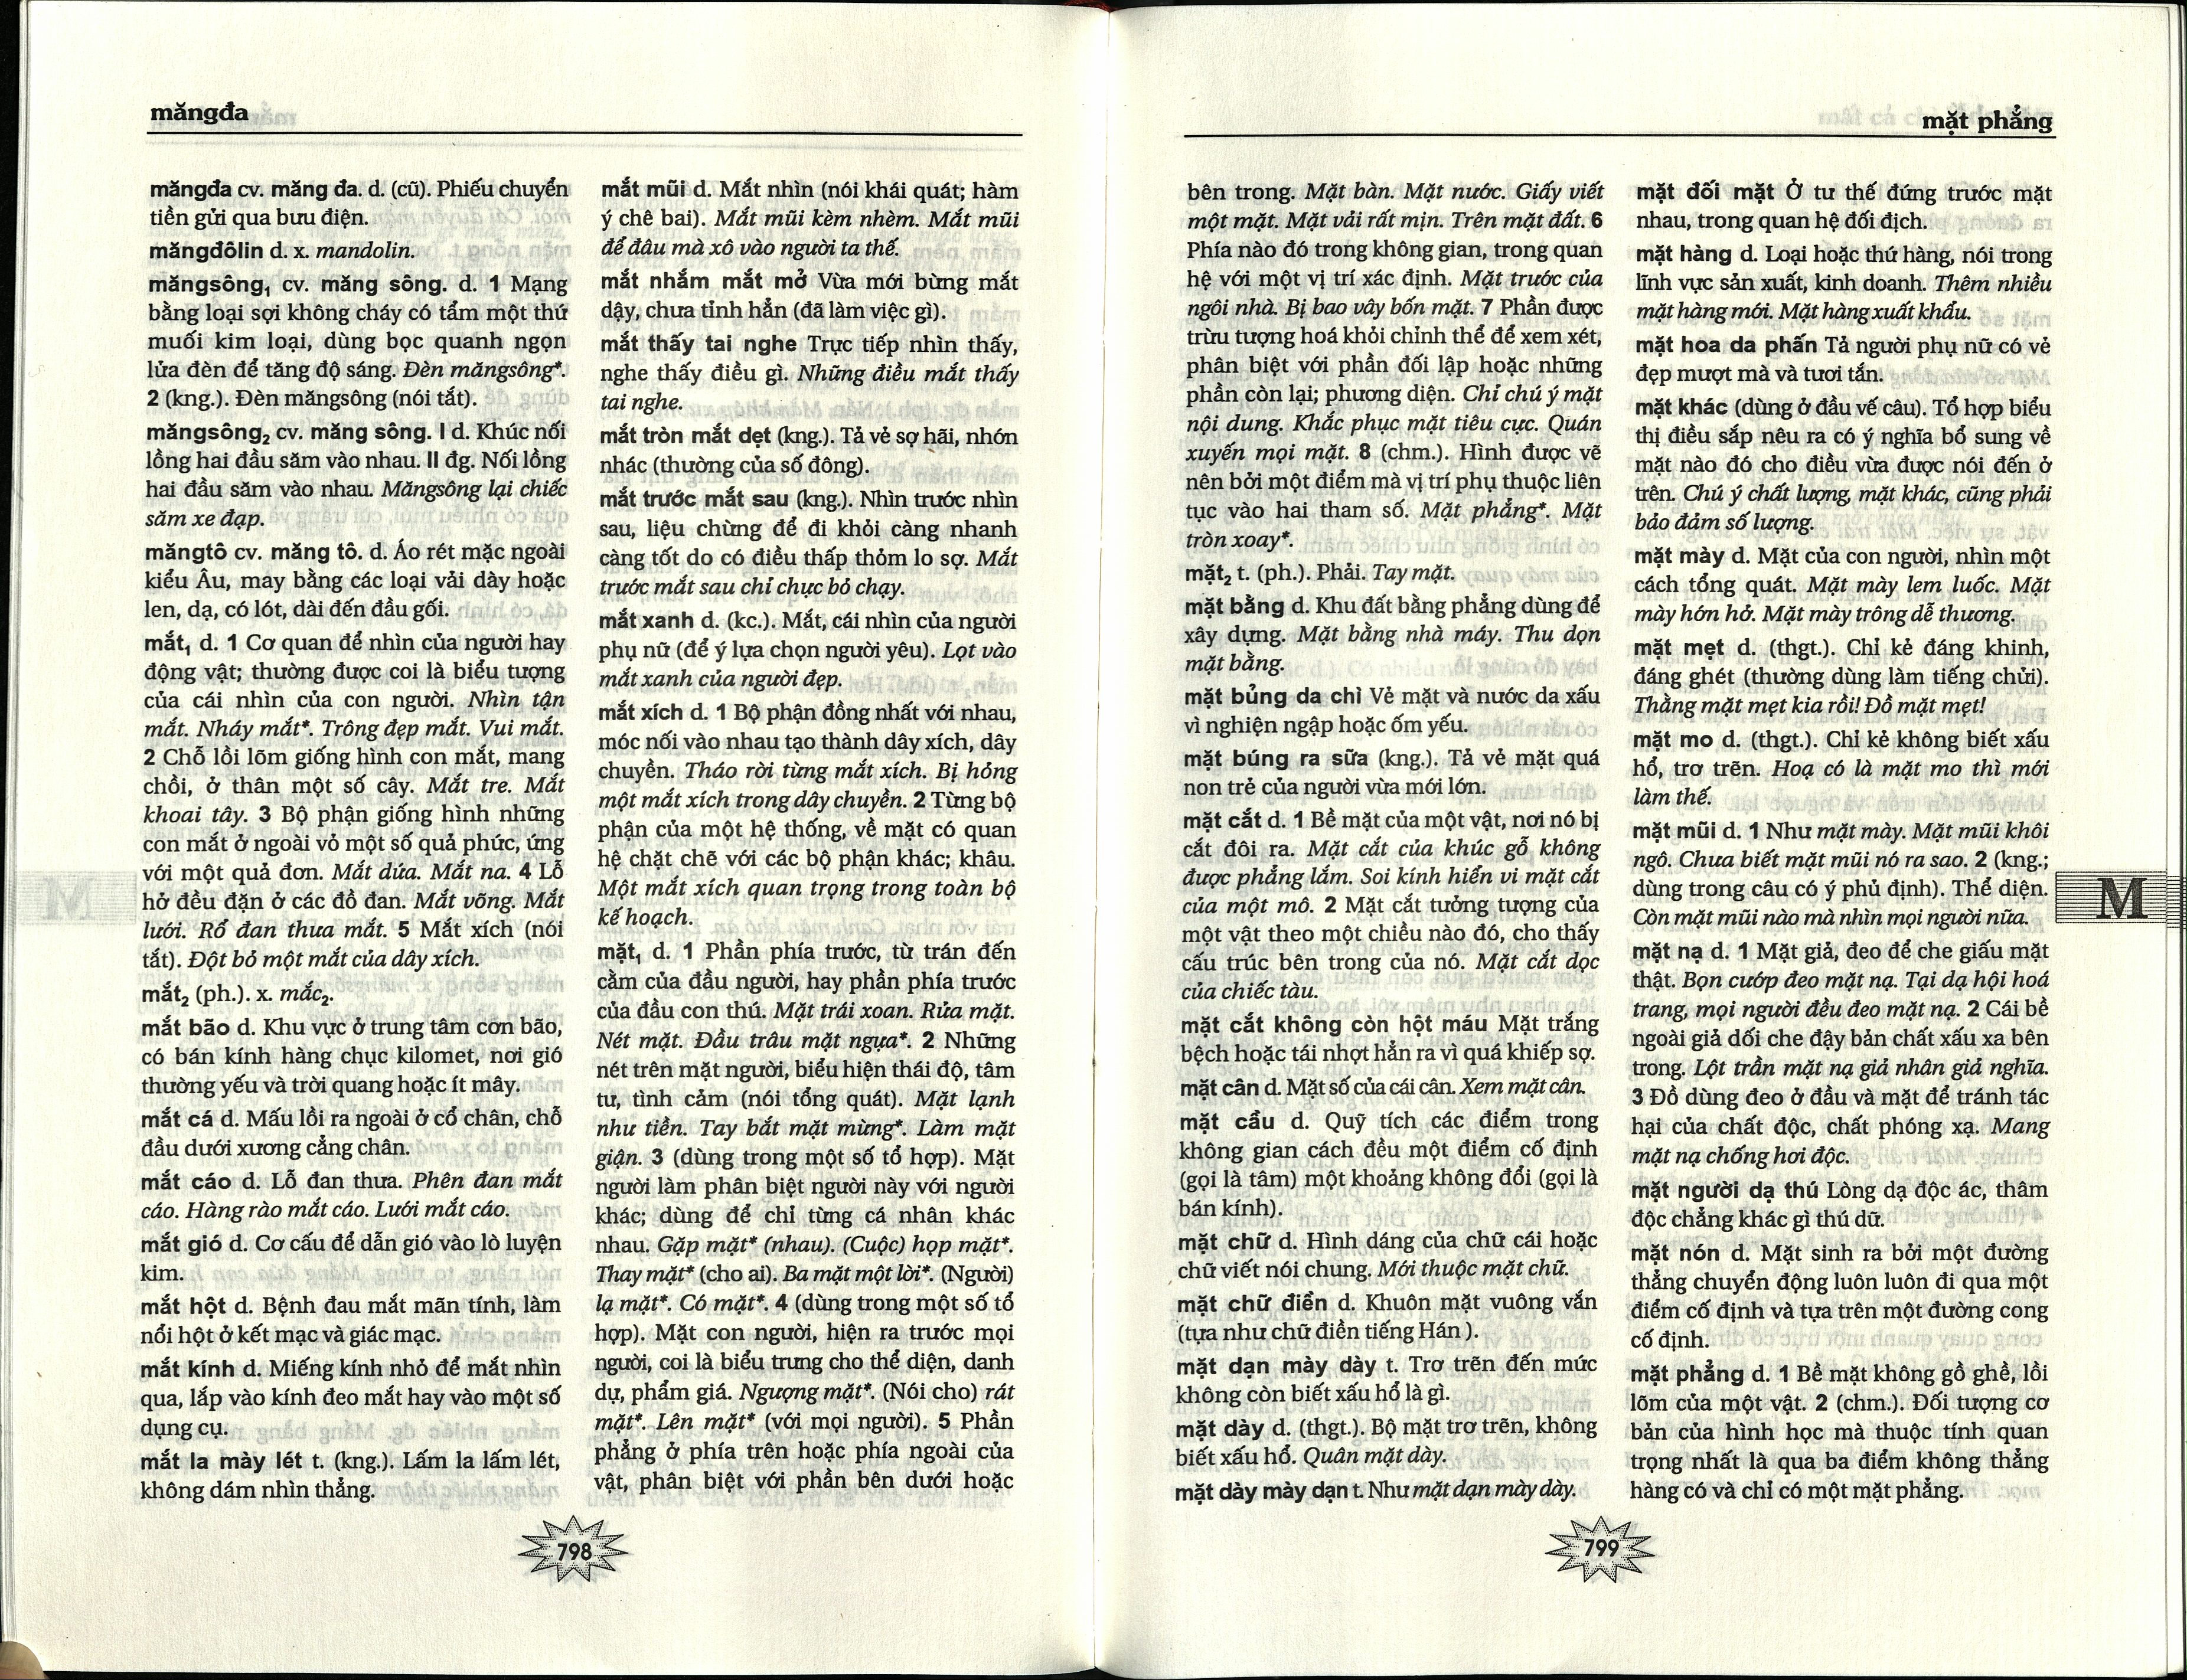 măngđa
măngđa cv. măng đa. d. (cũ). Phiếu chuyển
tiền gửi qua bưu điện.
măngđôlin d. x. mandolin.
măngsông₁ cv. măng sông. d. 1 Mạng
bằng loại sợi không cháy có tẩm một thứ
muối kim loại, dùng bọc quanh ngọn
lửa đèn để tăng độ sáng. Đèn măngsông*.
2 (kng.). Đèn măngsông (nói tắt).
măngsông₂ cv. măng sông. I d. Khúc nối
lồng hai đầu săm vào nhau. II đg. Nối lồng
hai đầu săm vào nhau. Măngsông lại chiếc
săm xe đạp.
măngtô cv. măng tô. d. Áo rét mặc ngoài
kiểu Âu, may bằng các loại vải dày hoặc
len, dạ, có lót, dài đến đầu gối.
mắt₁ d. 1 Cơ quan để nhìn của người hay
động vật; thường được coi là biểu tượng
của cái nhìn của con người. Nhìn tận
mắt. Nháy mắt*. Trông đẹp mắt. Vui mắt.
2 Chỗ lồi lõm giống hình con mắt, mang
chồi, ở thân một số cây. Mắt tre. Mắt
khoai tây. 3 Bộ phận giống hình những
con mắt ở ngoài vỏ một số quả phức, ứng
với một quả đơn. Mắt dứa. Mắt na. 4 Lỗ
hở đều đặn ở các đồ đan. Mắt võng. Mắt
lưới. Rổ đan thưa mắt. 5 Mắt xích (nói
tắt). Đột bỏ một mắt của dây xích.
mắt₂ (ph.). x. mắc₂.
mắt bão d. Khu vực ở trung tâm cơn bão,
có bán kính hàng chục kilomet, nơi gió
thường yếu và trời quang hoặc ít mây.
mắt cá d. Mấu lồi ra ngoài ở cổ chân, chỗ
đầu dưới xương cẳng chân.
mắt cáo d. Lỗ đan thưa. Phên đan mắt
cáo. Hàng rào mắt cáo. Lưới mắt cáo.
mắt gió d. Cơ cấu để dẫn gió vào lò luyện
kim.
mắt hột d. Bệnh đau mắt mãn tính, làm
nổi hột ở kết mạc và giác mạc.
mắt kính d. Miếng kính nhỏ để mắt nhìn
qua, lắp vào kính đeo mắt hay vào một số
dụng cụ.
mắt la mày lét t. (kng.). Lấm la lấm lét,
không dám nhìn thẳng.
mắt mũi d. Mắt nhìn (nói khái quát; hàm
ý chê bai). Mắt mũi kèm nhèm. Mắt mũi
để đâu mà xô vào người ta thế.
mắt nhắm mắt mở Vừa mới bừng mắt
dậy, chưa tỉnh hẳn (đã làm việc gì).
mắt thấy tai nghe Trực tiếp nhìn thấy,
nghe thấy điều gì. Những điều mắt thấy
tai nghe.
mắt tròn mắt dẹt (kng.). Tả vẻ sợ hãi, nhớn
nhác (thường của số đông).
mắt trước mắt sau (kng.). Nhìn trước nhìn
sau, liệu chừng để đi khỏi càng nhanh
càng tốt do có điều thấp thỏm lo sợ. Mắt
trước mắt sau chỉ chực bỏ chạy.
mắt xanh d. (kc.). Mắt, cái nhìn của người
phụ nữ (để ý lựa chọn người yêu). Lọt vào
mắt xanh của người đẹp.
mắt xích d. 1 Bộ phận đồng nhất với nhau,
móc nối vào nhau tạo thành dây xích, dây
chuyền. Tháo rời từng mắt xích. Bị hỏng
một mắt xích trong dây chuyền. 2 Từng bộ
phận của một hệ thống, về mặt có quan
hệ chặt chẽ với các bộ phận khác; khâu.
Một mắt xích quan trọng trong toàn bộ
kế hoạch.
mặt₁ d. 1 Phần phía trước, từ trán đến
cằm của đầu người, hay phần phía trước
của đầu con thú. Mặt trái xoan. Rửa mặt.
Nét mặt. Đầu trâu mặt ngựa*. 2 Những
nét trên mặt người, biểu hiện thái độ, tâm
tư, tình cảm (nói tổng quát). Mặt lạnh
như tiền. Tay bắt mặt mừng*. Làm mặt
giận. 3 (dùng trong một số tổ hợp). Mặt
người làm phân biệt người này với người
khác; dùng để chỉ từng cá nhân khác
nhau. Gặp mặt* (nhau). (Cuộc) họp mặt*.
Thay mặt* (cho ai). Ba mặt một lời*. (Người)
lạ mặt*. Có mặt*. 4 (dùng trong một số tổ
hợp). Mặt con người, hiện ra trước mọi
người, coi là biểu trưng cho thể diện, danh
dự, phẩm giá. Ngượng mặt*. (Nói cho) rát
mặt*. Lên mặt* (với mọi người). 5 Phần
phẳng ở phía trên hoặc phía ngoài của
vật, phân biệt với phần bên dưới hoặc
798
mặt phẳng
bên trong. Mặt bàn. Mặt nước. Giấy viết
một mặt. Mặt vải rất mịn. Trên mặt đất. 6
Phía nào đó trong không gian, trong quan
hệ với một vị trí xác định. Mặt trước của
ngôi nhà. Bị bao vây bốn mặt. 7 Phần được
trừu tượng hoá khỏi chỉnh thể để xem xét,
phân biệt với phần đối lập hoặc những
phần còn lại; phương diện. Chỉ chú ý mặt
nội dung. Khắc phục mặt tiêu cực. Quán
xuyến mọi mặt. 8 (chm.). Hình được vẽ
nên bởi một điểm mà vị trí phụ thuộc liên
tục vào hai tham số. Mặt phẳng*. Mặt
tròn xoay*.
mặt₂ t. (ph.). Phải. Tay mặt.
mặt bằng d. Khu đất bằng phẳng dùng để
xây dựng. Mặt bằng nhà máy. Thu dọn
mặt bằng.
mặt bủng da chì Vẻ mặt và nước da xấu
vì nghiện ngập hoặc ốm yếu.
mặt búng ra sữa (kng.). Tả vẻ mặt quá
non trẻ của người vừa mới lớn.
mặt cắt d. 1 Bề mặt của một vật, nơi nó bị
cắt đôi ra. Mặt cắt của khúc gỗ không
được phẳng lắm. Soi kính hiển vi mặt cắt
của một mô. 2 Mặt cắt tưởng tượng của
một vật theo một chiều nào đó, cho thấy
cấu trúc bên trong của nó. Mặt cắt dọc
của chiếc tàu.
mặt cắt không còn hột máu Mặt trắng
bệch hoặc tái nhợt hẳn ra vì quá khiếp sợ.
mặt cân d. Mặt số của cái cân. Xem mặt cân.
mặt cầu d. Quỹ tích các điểm trong
không gian cách đều một điểm cố định
(gọi là tâm) một khoảng không đổi (gọi là
bán kính).
mặt chữ d. Hình dáng của chữ cái hoặc
chữ viết nói chung. Mới thuộc mặt chữ.
mặt chữ điền d. Khuôn mặt vuông vắn
(tựa như chữ điền tiếng Hán ).
mặt dạn mày dày t. Trơ trẽn đến mức
không còn biết xấu hổ là gì.
mặt dày d. (thgt.). Bộ mặt trơ trẽn, không
biết xấu hổ. Quân mặt dày.
mặt dày mày dạn t. Như mặt dạn mày dày.
mặt đối mặt Ở tư thế đứng trước mặt
nhau, trong quan hệ đối địch.
mặt hàng d. Loại hoặc thứ hàng, nói trong
lĩnh vực sản xuất, kinh doanh. Thêm nhiều
mặt hàng mới. Mặt hàng xuất khẩu.
mặt hoa da phấn Tả người phụ nữ có vẻ
đẹp mượt mà và tươi tắn.
mặt khác (dùng ở đầu vế câu). Tổ hợp biểu
thị điều sắp nêu ra có ý nghĩa bổ sung về
mặt nào đó cho điều vừa được nói đến ở
trên. Chú ý chất lượng, mặt khác, cũng phải
bảo đảm số lượng.
mặt mày d. Mặt của con người, nhìn một
cách tổng quát. Mặt mày lem luốc. Mặt
mày hớn hở. Mặt mày trông dễ thương.
mặt mẹt d. (thgt.). Chỉ kẻ đáng khinh,
đáng ghét (thường dùng làm tiếng chửi).
Thằng mặt mẹt kia rồi! Đồ mặt mẹt!
mặt mo d. (thgt.). Chỉ kẻ không biết xấu
hổ, trơ trẽn. Hoạ có là mặt mo thì mới
làm thế.
mặt mũi d. 1 Như mặt mày. Mặt mũi khôi
ngô. Chưa biết mặt mũi nó ra sao. 2 (kng.;
dùng trong câu có ý phủ định). Thể diện.
Còn mặt mũi nào mà nhìn mọi người nữa.
mặt nạ d. 1 Mặt giả, đeo để che giấu mặt
thật. Bọn cướp đeo mặt nạ. Tại dạ hội hoá
trang, mọi người đều đeo mặt nạ. 2 Cái bề
ngoài giả dối che đậy bản chất xấu xa bên
trong. Lột trần mặt nạ giả nhân giả nghĩa.
3 Đồ dùng đeo ở đầu và mặt để tránh tác
hại của chất độc, chất phóng xạ. Mang
mặt nạ chống hơi độc.
mặt người dạ thú Lòng dạ độc ác, thâm
độc chẳng khác gì thú dữ.
mặt nón d. Mặt sinh ra bởi một đường
thẳng chuyển động luôn luôn đi qua một
điểm cố định và tựa trên một đường cong
cố định.
mặt phẳng d. 1 Bề mặt không gồ ghề, lồi
lõm của một vật. 2 (chm.). Đối tượng cơ
bản của hình học mà thuộc tính quan
trọng nhất là qua ba điểm không thẳng
hàng có và chỉ có một mặt phẳng.
M
799